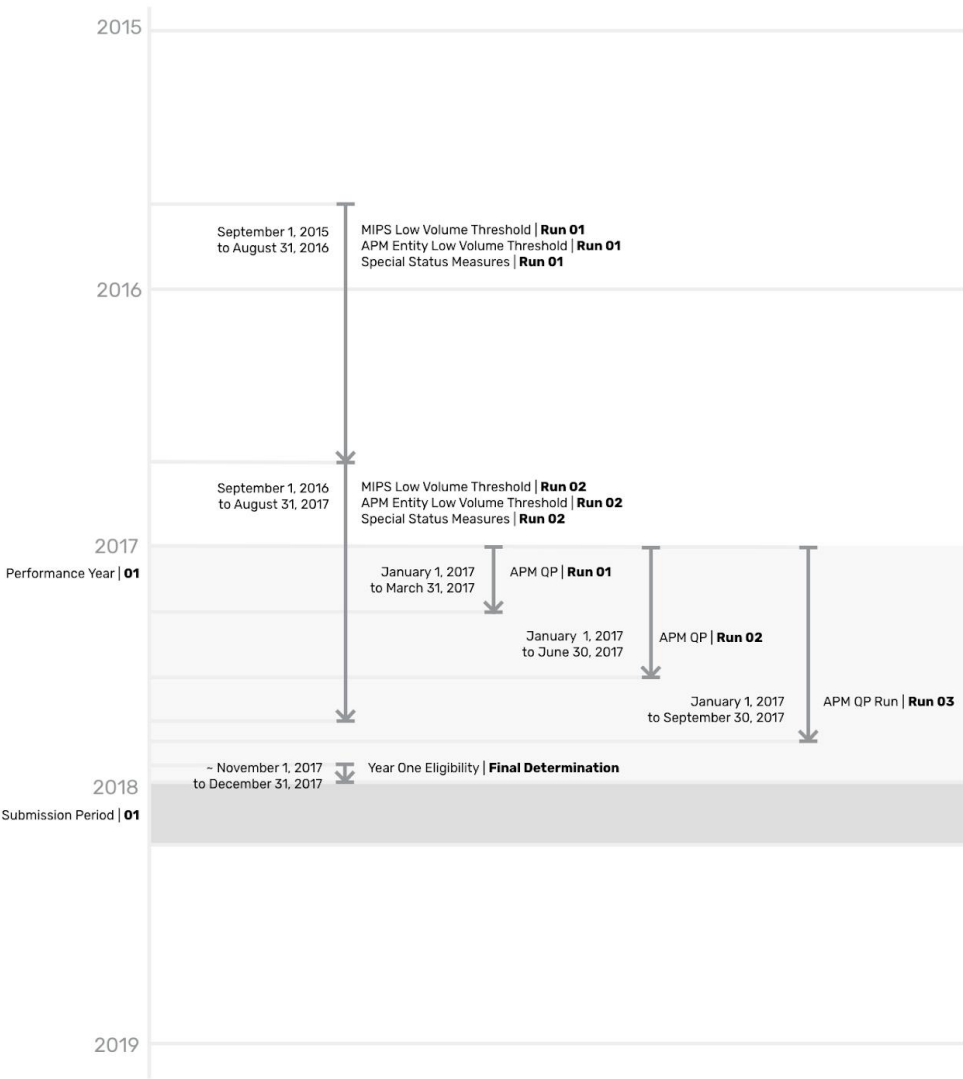 2015
September 1, 2015
to August 31, 2016
MIPS Low Volume Threshold | Run 01
APM Entity Low Volume Threshold | Run 01
Special Status Measures | Run 01
2016
September 1, 2016
to August 31, 2017
MIPS Low Volume Threshold | Run 02
APM Entity Low Volume Threshold | Run 02
Special Status Measures | Run 02
2017
Performance Year | 01
January 1, 2017
to March 31, 2017
APM QP | Run 01
January 1, 2017
to June 30, 2017
APM QP | Run 02
January 1, 2017
to September 30, 2017
APM QP Run | Run 03
~ November 1, 2017
to December 31, 2017
Year One Eligibility | Final Determination
2018
Submission Period | 01
2019